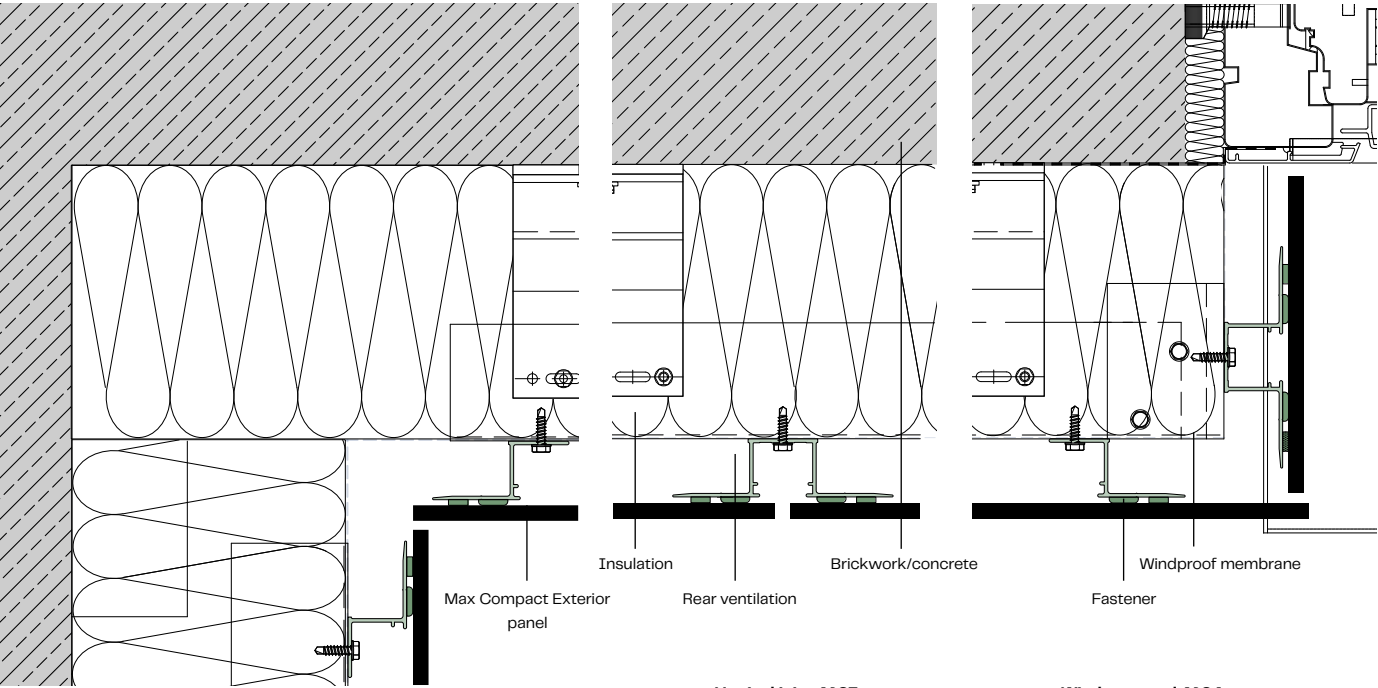 Insulation
Brickwork/concrete
Windproof membrane
Max Compact Exterior
panel
Rear ventilation
Fastener